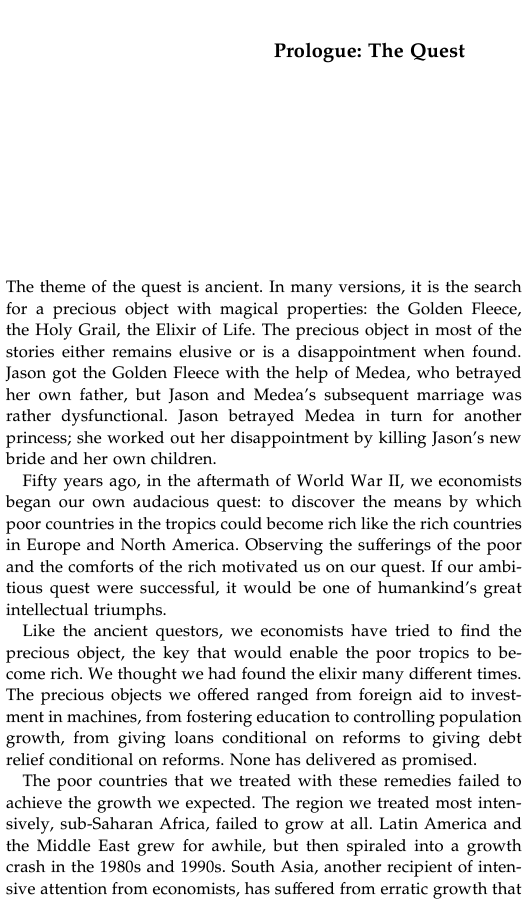 Prologue: The Quest
The theme of the quest is ancient. In many versions, it is the search
for a precious object with magical properties: the Golden Fleece,
the Holy Grail, the Elixir of Life. The precious object in most of the
stories either remains elusive or is a disappointment when found.
Jason got the Golden Fleece with the help of Medea, who betrayed
her own father, but Jason and Medea's subsequent marriage was
rather dysfunctional. Jason betrayed Medea in turn for another
princess; she worked out her disappointment by killing Jason's new
bride and her own children.
Fifty years ago, in the aftermath of World War II, we economists
began our own audacious quest: to discover the means by which
poor countries in the tropics could become rich like the rich countries
in Europe and North America. Observing the sufferings of the poor
and the comforts of the rich motivated us on our quest. If our ambi-
tious quest were successful, it would be one of humankind's great
intellectual triumphs.
Like the ancient questors, we economists have tried to find the
precious object, the key that would enable the poor tropics to be-
come rich. We thought we had found the elixir many different times.
The precious objects we offered ranged from foreign aid to invest-
ment in machines, from fostering education to controlling population
growth, from giving loans conditional on reforms to giving debt
relief conditional on reforms. None has delivered as promised.
The poor countries that we treated with these remedies failed to
achieve the growth we expected. The region we treated most inten-
sively, sub-Saharan Africa, failed to grow at all. Latin America and
the Middle East grew for awhile, but then spiraled into a growth
crash in the 1980s and 1990s. South Asia, another recipient of inten-
sive attention from economists, has suffered from erratic growth that